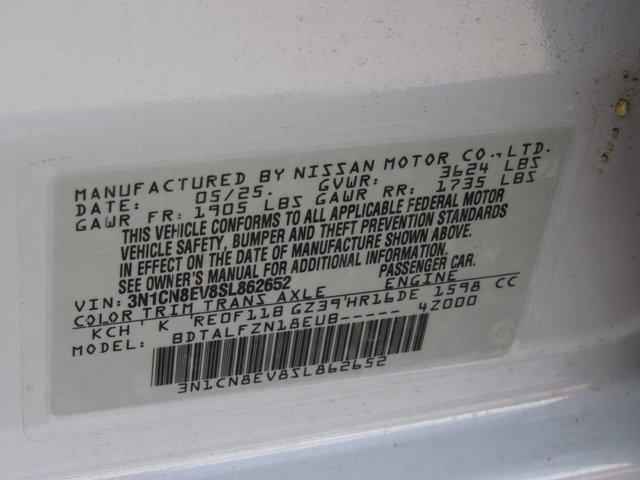 MANUFACTURED BY NISSAN MOTOR CO., LTD.
DATE: 05/25. GVWR: 3624 LBS
GAWR FR: 1905 LBS GAWR RR: 1735 LBS
THIS VEHICLE CONFORMS TO ALL APPLICABLE FEDERAL MOTOR
VEHICLE SAFETY, BUMPER AND THEFT PREVENTION STANDARDS
IN EFFECT ON THE DATE OF MANUFACTURE SHOWN ABOVE.
SEE OWNER'S MANUAL FOR ADDITIONAL INFORMATION.
VIN: 3N1CN8EV8SL862652 PASSENGER CAR.
COLOR TRIM TRANS AXLE ENGINE
KCH ' K ' RE0F11B GZ39'HR16DE 1598 CC
MODEL: BDTALFZN18EUB----- 4Z000
3N1CN8EV8SL862652